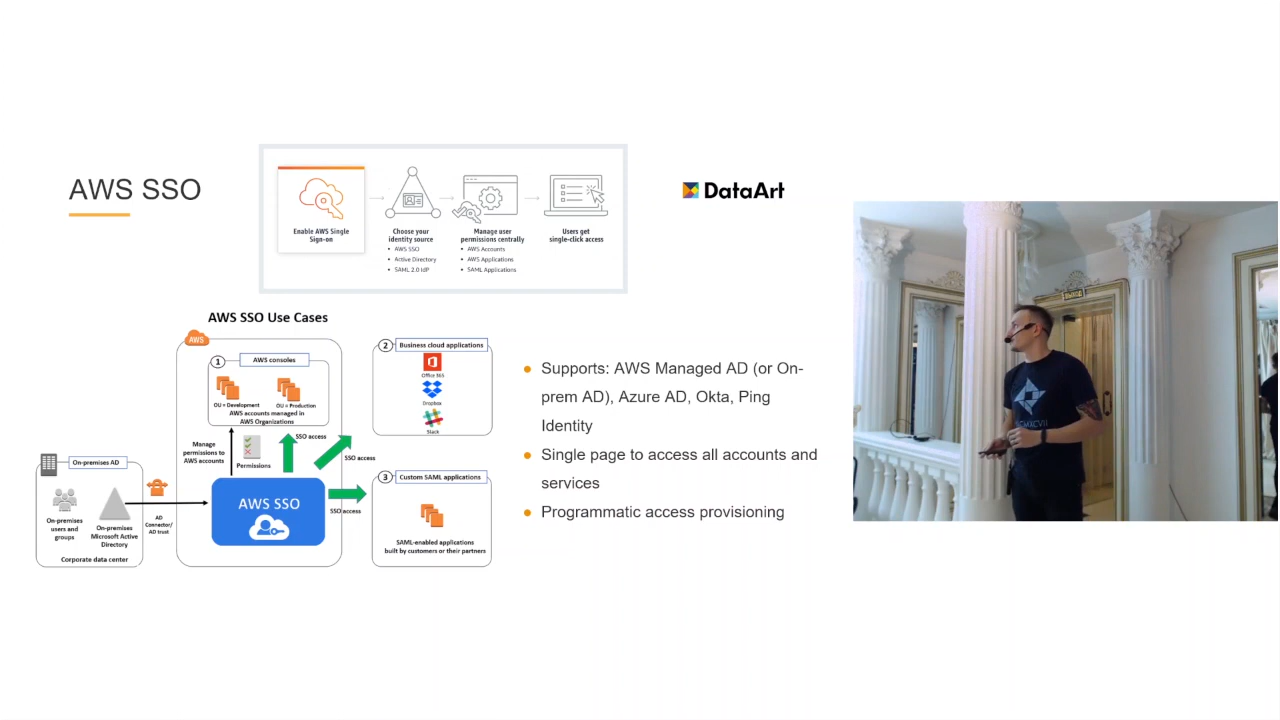 AWS SSO
Enable AWS Single
Sign-on
Choose your
identity source
• AWS SSO
• Active Directory
• SAML 2.0 IdP
Manage user
permissions centrally
• AWS Accounts
• AWS Applications
• SAML Applications
Users get
single-click access
DataArt
AWS SSO Use Cases
AWS
1
AWS consoles
OU = Development
OU = Production
AWS accounts managed in
AWS Organizations
Manage
permissions to
AWS accounts
Permissions
SSO access
SSO access
SSO access
AWS SSO
On-premises AD
On-premises
users and
groups
On-premises
Microsoft Active
Directory
Corporate data center
AD
Connector/
AD trust
2
Business cloud applications
Office 365
Dropbox
Slack
3
Custom SAML applications
SAML-enabled applications
built by customers or their partners
• Supports: AWS Managed AD (or On-
prem AD), Azure AD, Okta, Ping
Identity
• Single page to access all accounts and
services
• Programmatic access provisioning